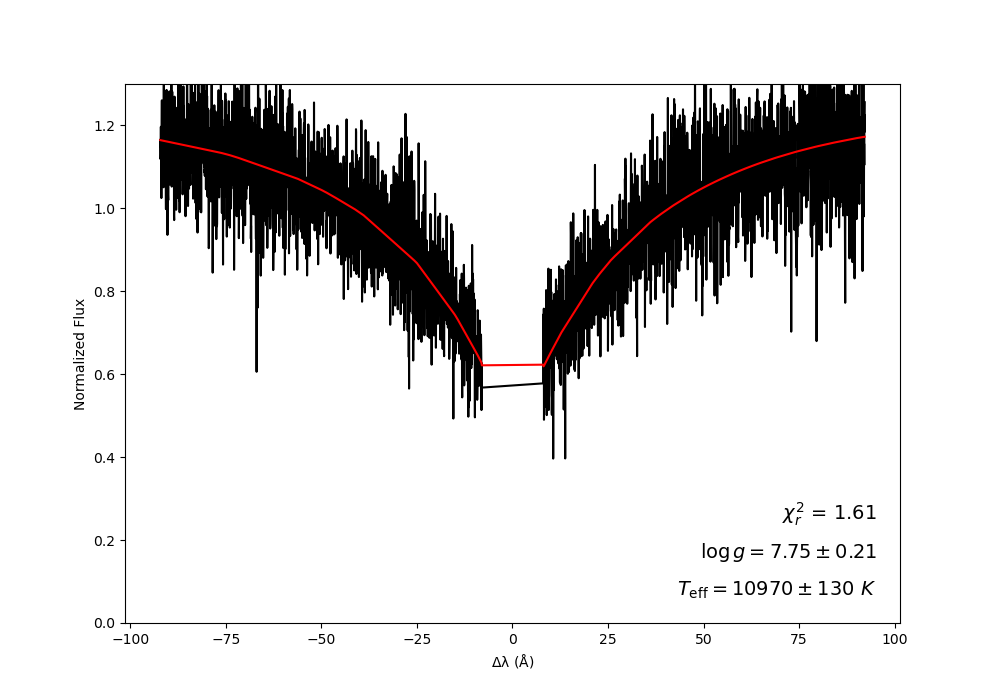 1.2
1.0
0.8
0.6
0.4
0.2
0.0
Normalized Flux
χ²ᵣ = 1.61
log g = 7.75 ± 0.21
T_eff = 10970 ± 130 K
−100 −75 −50 −25 0 25 50 75 100
Δλ (Å)